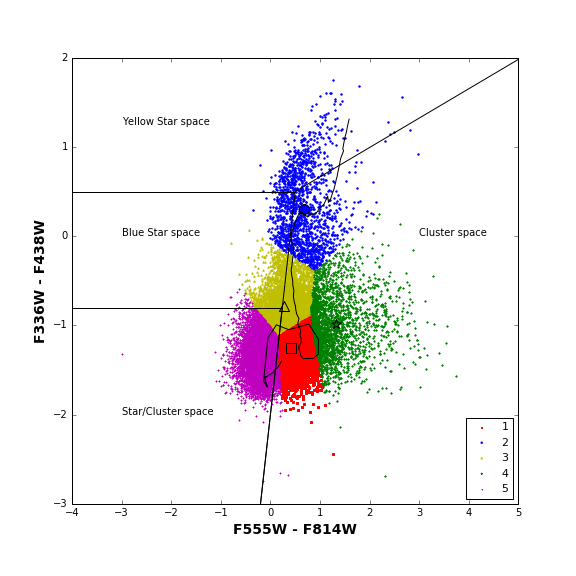 2
1
0
−1
−2
−3
F336W - F438W
Yellow Star space
Blue Star space
Cluster space
Star/Cluster space
1
2
3
4
5
−4 −3 −2 −1 0 1 2 3 4 5
F555W - F814W